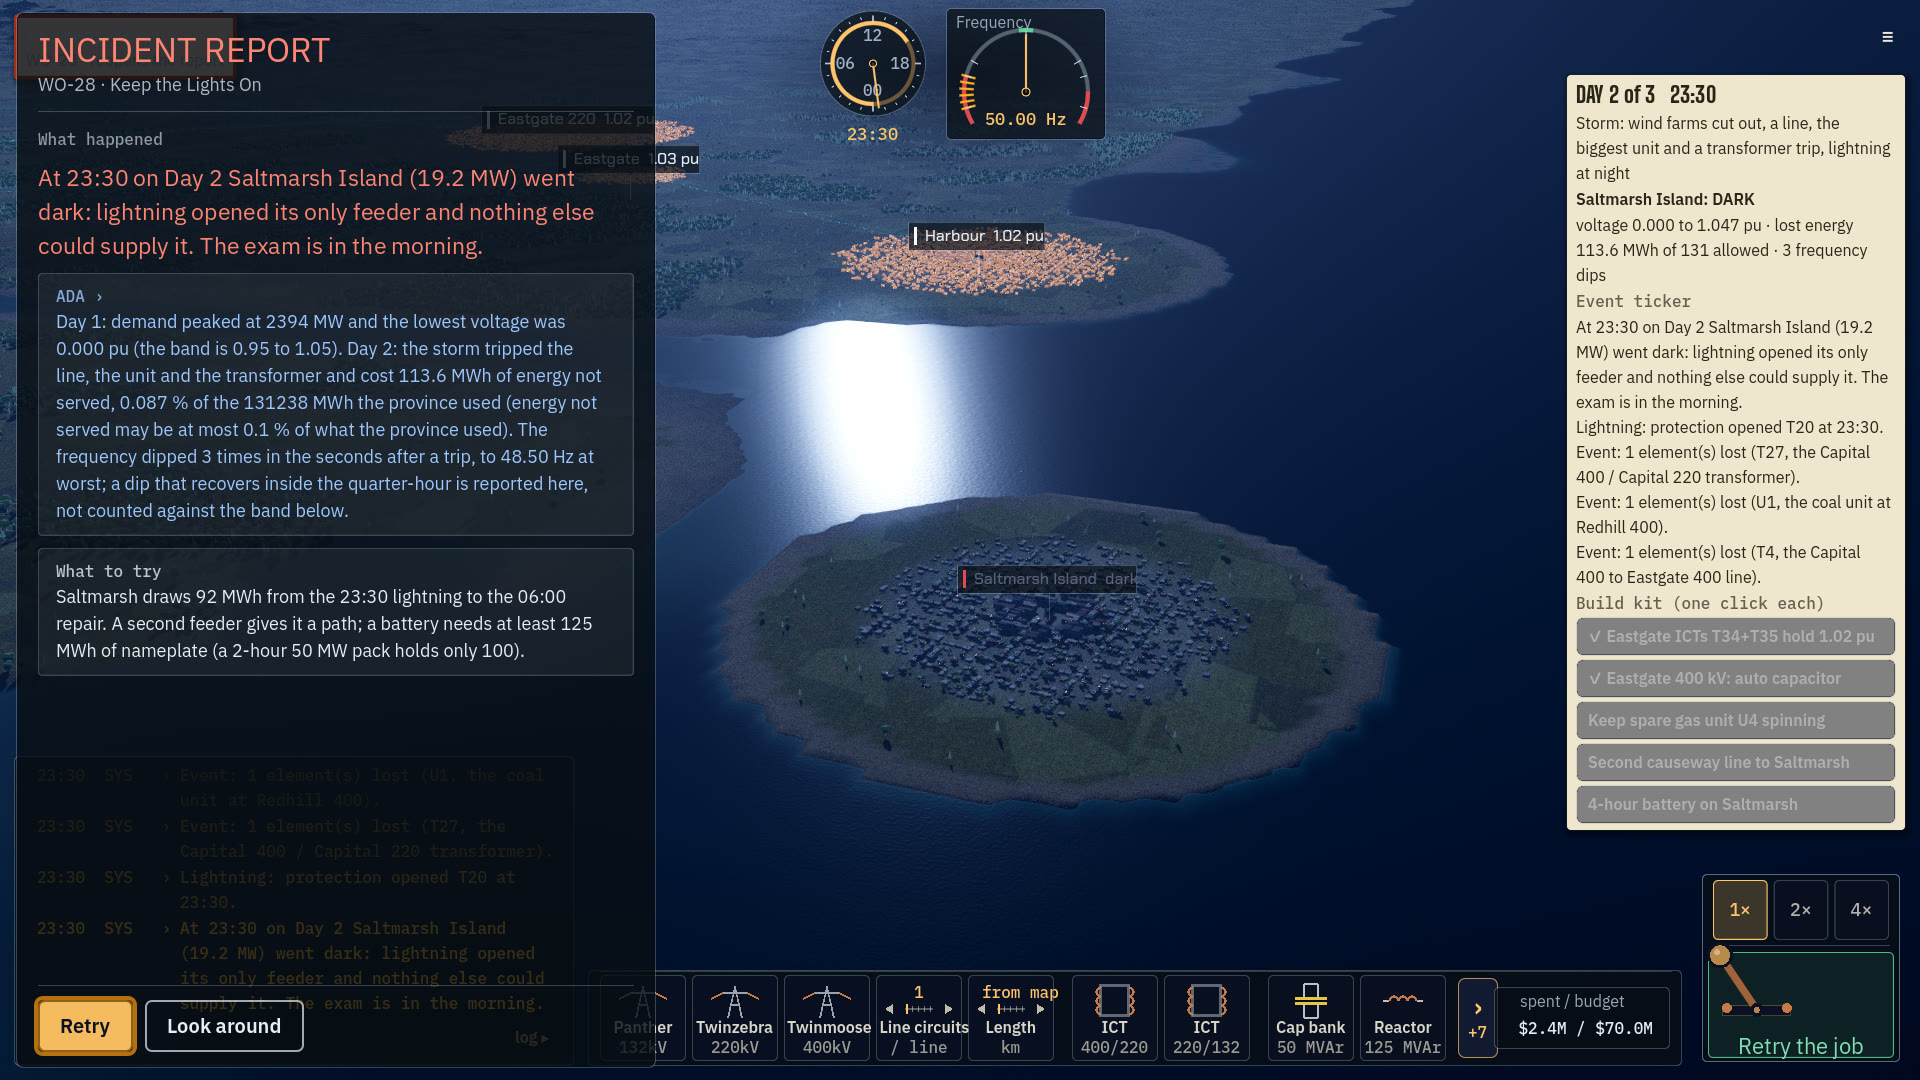 INCIDENT REPORT
WO-28 · Keep the Lights On
What happened
At 23:30 on Day 2 Saltmarsh Island (19.2 MW) went
dark: lightning opened its only feeder and nothing else
could supply it. The exam is in the morning.
ADA ›
Day 1: demand peaked at 2394 MW and the lowest voltage was
0.000 pu (the band is 0.95 to 1.05). Day 2: the storm tripped the
line, the unit and the transformer and cost 113.6 MWh of energy not
served, 0.087 % of the 131238 MWh the province used (energy not
served may be at most 0.1 % of what the province used). The
frequency dipped 3 times in the seconds after a trip, to 48.50 Hz at
worst; a dip that recovers inside the quarter-hour is reported here,
not counted against the band below.
What to try
Saltmarsh draws 92 MWh from the 23:30 lightning to the 06:00
repair. A second feeder gives it a path; a battery needs at least 125
MWh of nameplate (a 2-hour 50 MW pack holds only 100).
23:30 SYS › Event: 1 element(s) lost (U1, the coal
unit at Redhill 400).
23:30 SYS › Event: 1 element(s) lost (T27, the
Capital 400 / Capital 220 transformer).
23:30 SYS › Lightning: protection opened T20 at
23:30.
23:30 SYS › At 23:30 on Day 2 Saltmarsh Island
(19.2 MW) went dark: lightning opened
its only feeder and nothing else could
supply it. The exam is in the morning.
log ▸
Retry
Look around
Eastgate 220 1.02 pu
Eastgate 1.03 pu
Harbour 1.02 pu
Saltmarsh Island dark
12
06
18
00
23:30
Frequency
50.00 Hz
≡
DAY 2 of 3 23:30
Storm: wind farms cut out, a line, the
biggest unit and a transformer trip, lightning
at night
Saltmarsh Island: DARK
voltage 0.000 to 1.047 pu · lost energy
113.6 MWh of 131 allowed · 3 frequency
dips
Event ticker
At 23:30 on Day 2 Saltmarsh Island (19.2
MW) went dark: lightning opened its only
feeder and nothing else could supply it. The
exam is in the morning.
Lightning: protection opened T20 at 23:30.
Event: 1 element(s) lost (T27, the Capital
400 / Capital 220 transformer).
Event: 1 element(s) lost (U1, the coal unit at
Redhill 400).
Event: 1 element(s) lost (T4, the Capital
400 to Eastgate 400 line).
Build kit (one click each)
✓ Eastgate ICTs T34+T35 hold 1.02 pu
✓ Eastgate 400 kV: auto capacitor
Keep spare gas unit U4 spinning
Second causeway line to Saltmarsh
4-hour battery on Saltmarsh
1× 2× 4×
Retry the job
Panther
132kV
Twinzebra
220kV
Twinmoose
400kV
1
Line circuits
/ line
from map
Length
km
ICT
400/220
ICT
220/132
Cap bank
50 MVAr
Reactor
125 MVAr
›
+7
spent / budget
$2.4M / $70.0M